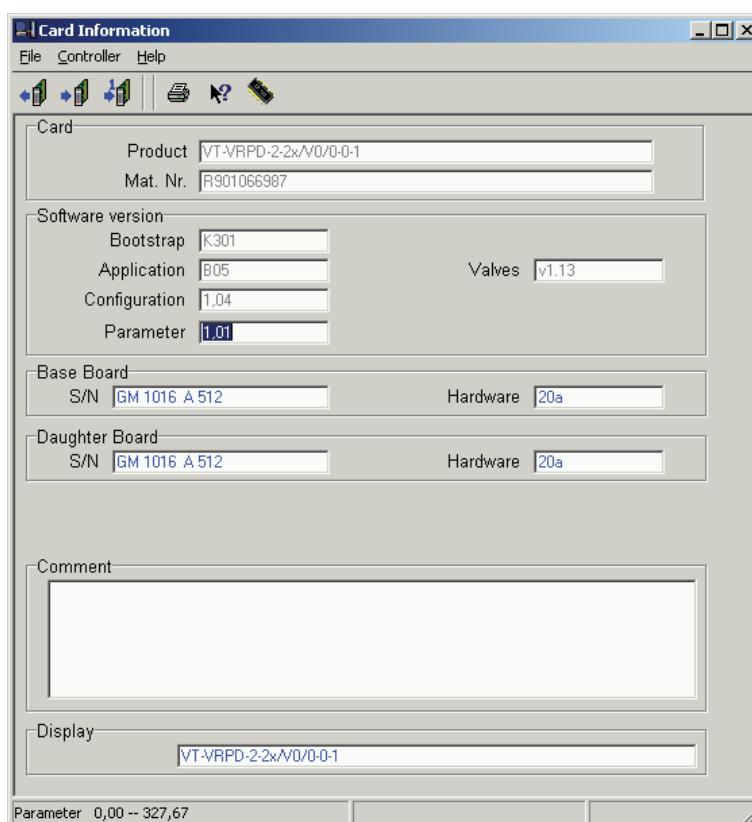 Card Information
File Controller Help
Card
Product VT-VRPD-2-2x/V0/0-0-1
Mat. Nr. R901066987
Software version
Bootstrap K301
Application B05 Valves v1.13
Configuration 1,04
Parameter 1,01
Base Board
S/N GM 1016 A 512 Hardware 20a
Daughter Board
S/N GM 1016 A 512 Hardware 20a
Comment
Display
VT-VRPD-2-2x/V0/0-0-1
Parameter 0,00 -- 327,67